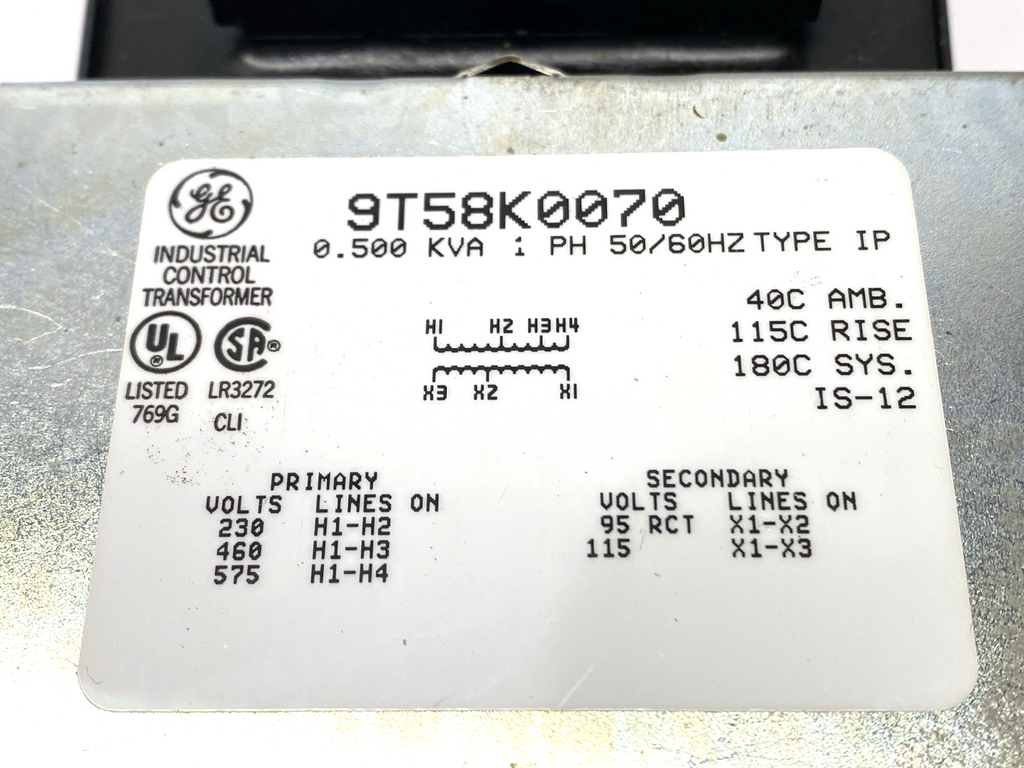 GE
INDUSTRIAL
CONTROL
TRANSFORMER
UL ®
LISTED
769G
SA ®
LR3272
CLI
9T58K0070
0.500 KVA 1 PH 50/60HZ TYPE IP
40C AMB.
115C RISE
180C SYS.
IS-12
H1 H2 H3 H4
X3 X2 X1
PRIMARY
VOLTS LINES ON
230 H1-H2
460 H1-H3
575 H1-H4
SECONDARY
VOLTS LINES ON
95 RCT X1-X2
115 X1-X3